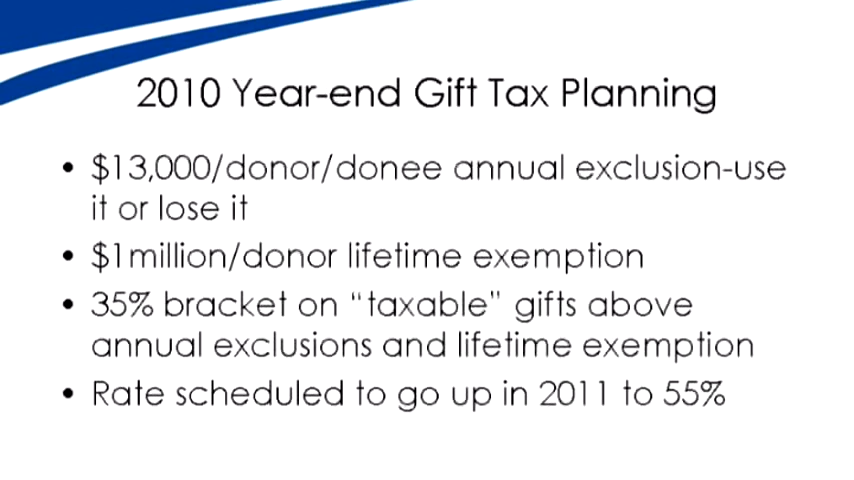 2010 Year-end Gift Tax Planning
• $13,000/donor/donee annual exclusion-use
it or lose it
• $1million/donor lifetime exemption
• 35% bracket on “taxable” gifts above
annual exclusions and lifetime exemption
• Rate scheduled to go up in 2011 to 55%